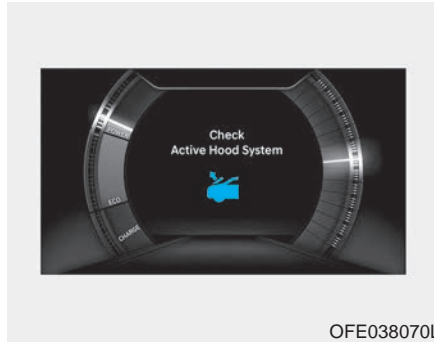 Check
Active Hood System
POWER
ECO
CHARGE
OFE038070L